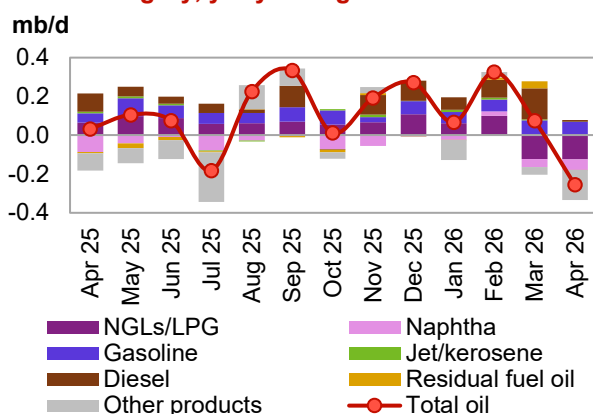 mb/d
0.4
0.2
0.0
-0.2
-0.4
Apr 25
May 25
Jun 25
Jul 25
Aug 25
Sep 25
Oct 25
Nov 25
Dec 25
Jan 26
Feb 26
Mar 26
Apr 26
NGLs/LPG Naphtha
Gasoline Jet/kerosene
Diesel Residual fuel oil
Other products Total oil